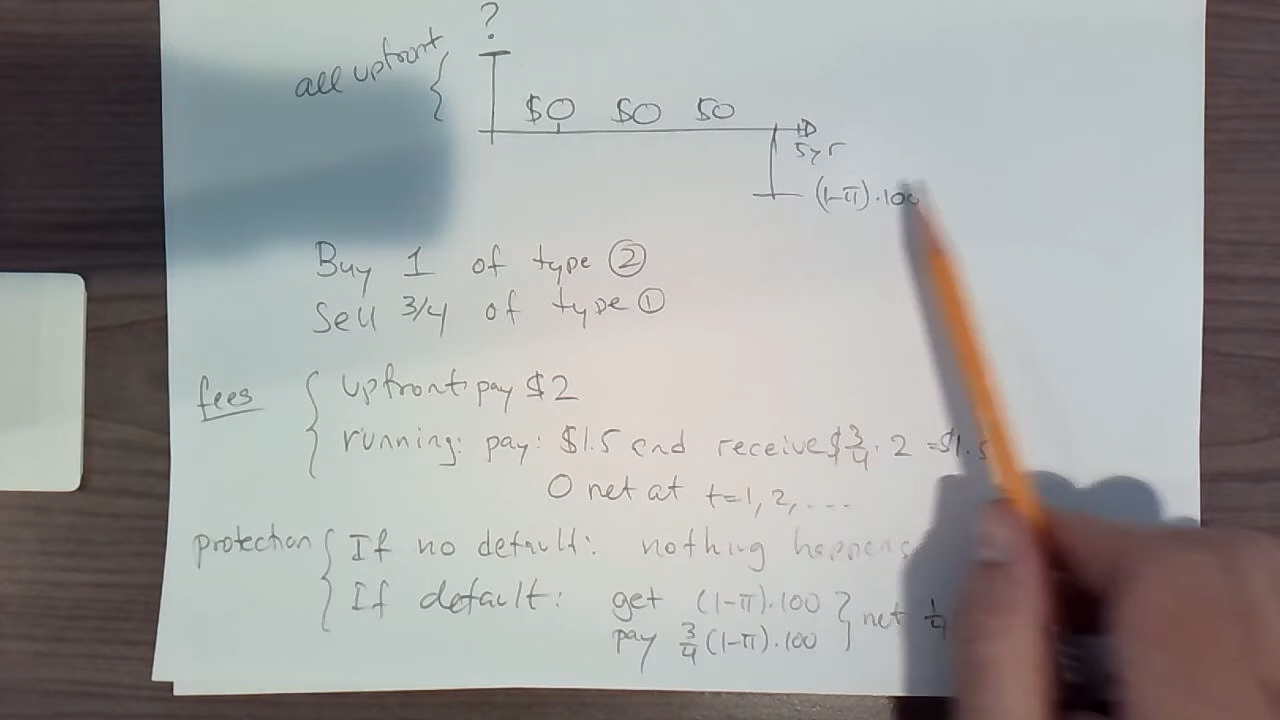 ?
all upfront {
$0 $0 $0
5yr
(1-π).100
Buy 1 of type ②
Sell 3/4 of type ①
fees { upfront: pay $2
running: pay: $1.5 and receive $3/4 . 2 = $1.5
0 net at t=1, 2, ....
protection { If no default: nothing happens
If default: get (1-π).100 } net 1/4
pay 3/4 (1-π).100